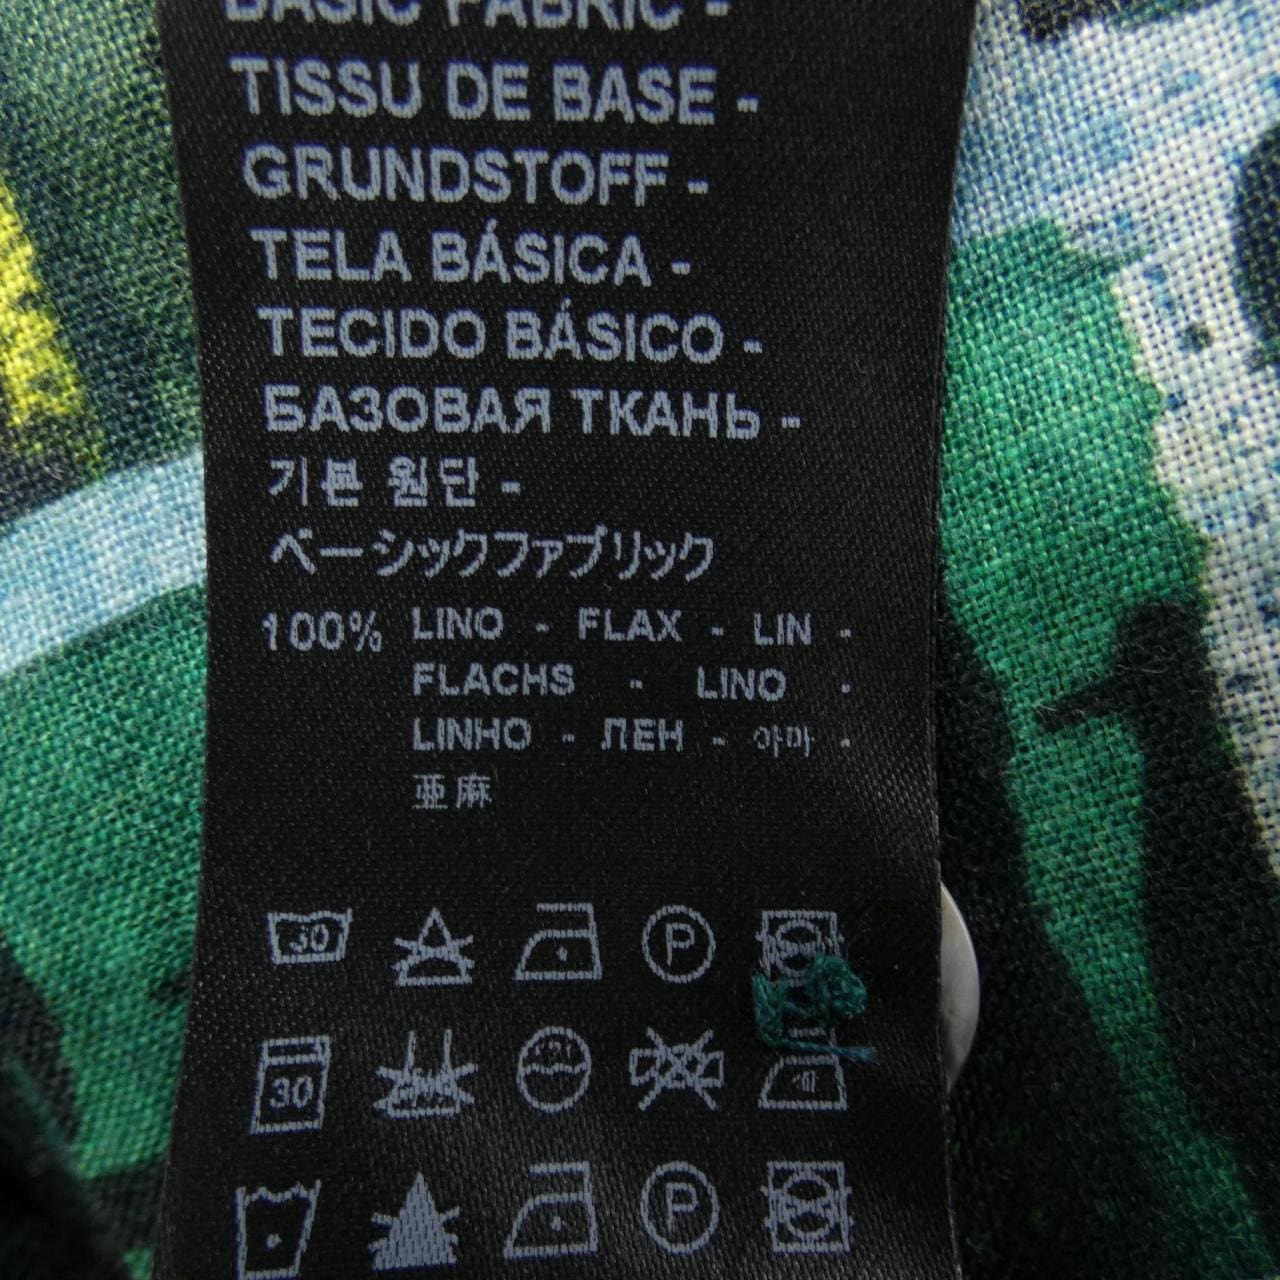 BASIC FABRIC -
TISSU DE BASE -
GRUNDSTOFF -
TELA BÁSICA -
TECIDO BÁSICO -
БАЗОВАЯ ТКАНЬ -
기본 원단 -
ベーシックファブリック
100% LINO - FLAX - LIN -
FLACHS - LINO -
LINHO - ЛЕН - 아마 -
亜麻
30 P
30
P